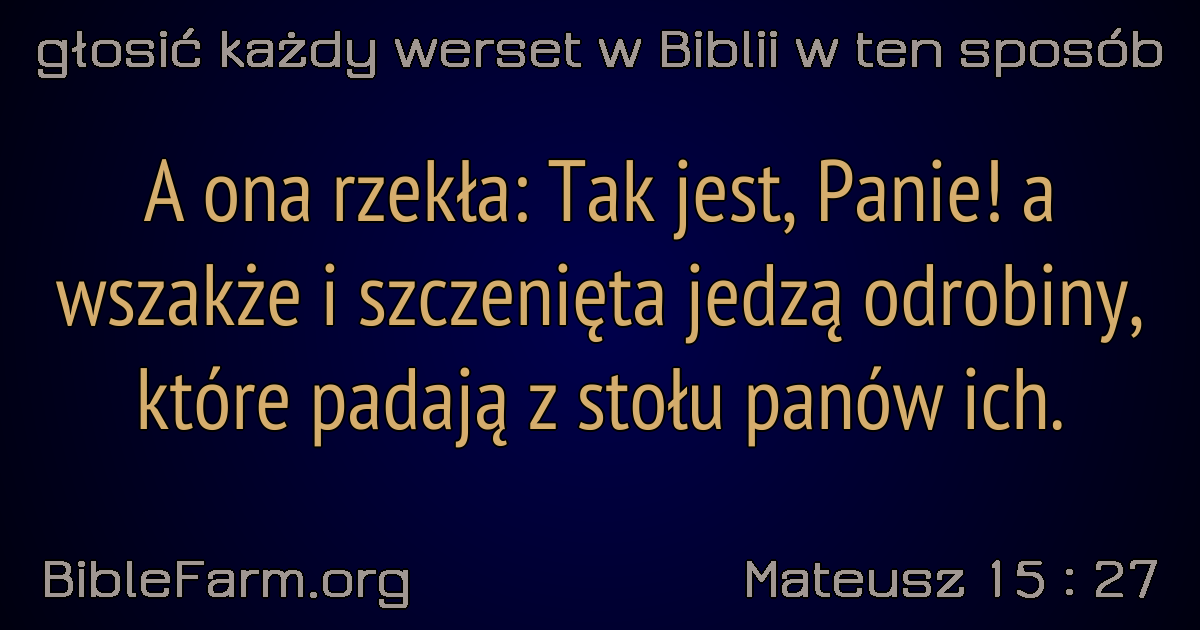 głosić każdy werset w Biblii w ten sposób
A ona rzekła: Tak jest, Panie! a
wszakże i szczenięta jedzą odrobiny,
które padają z stołu panów ich.
BibleFarm.org
Mateusz 15 : 27